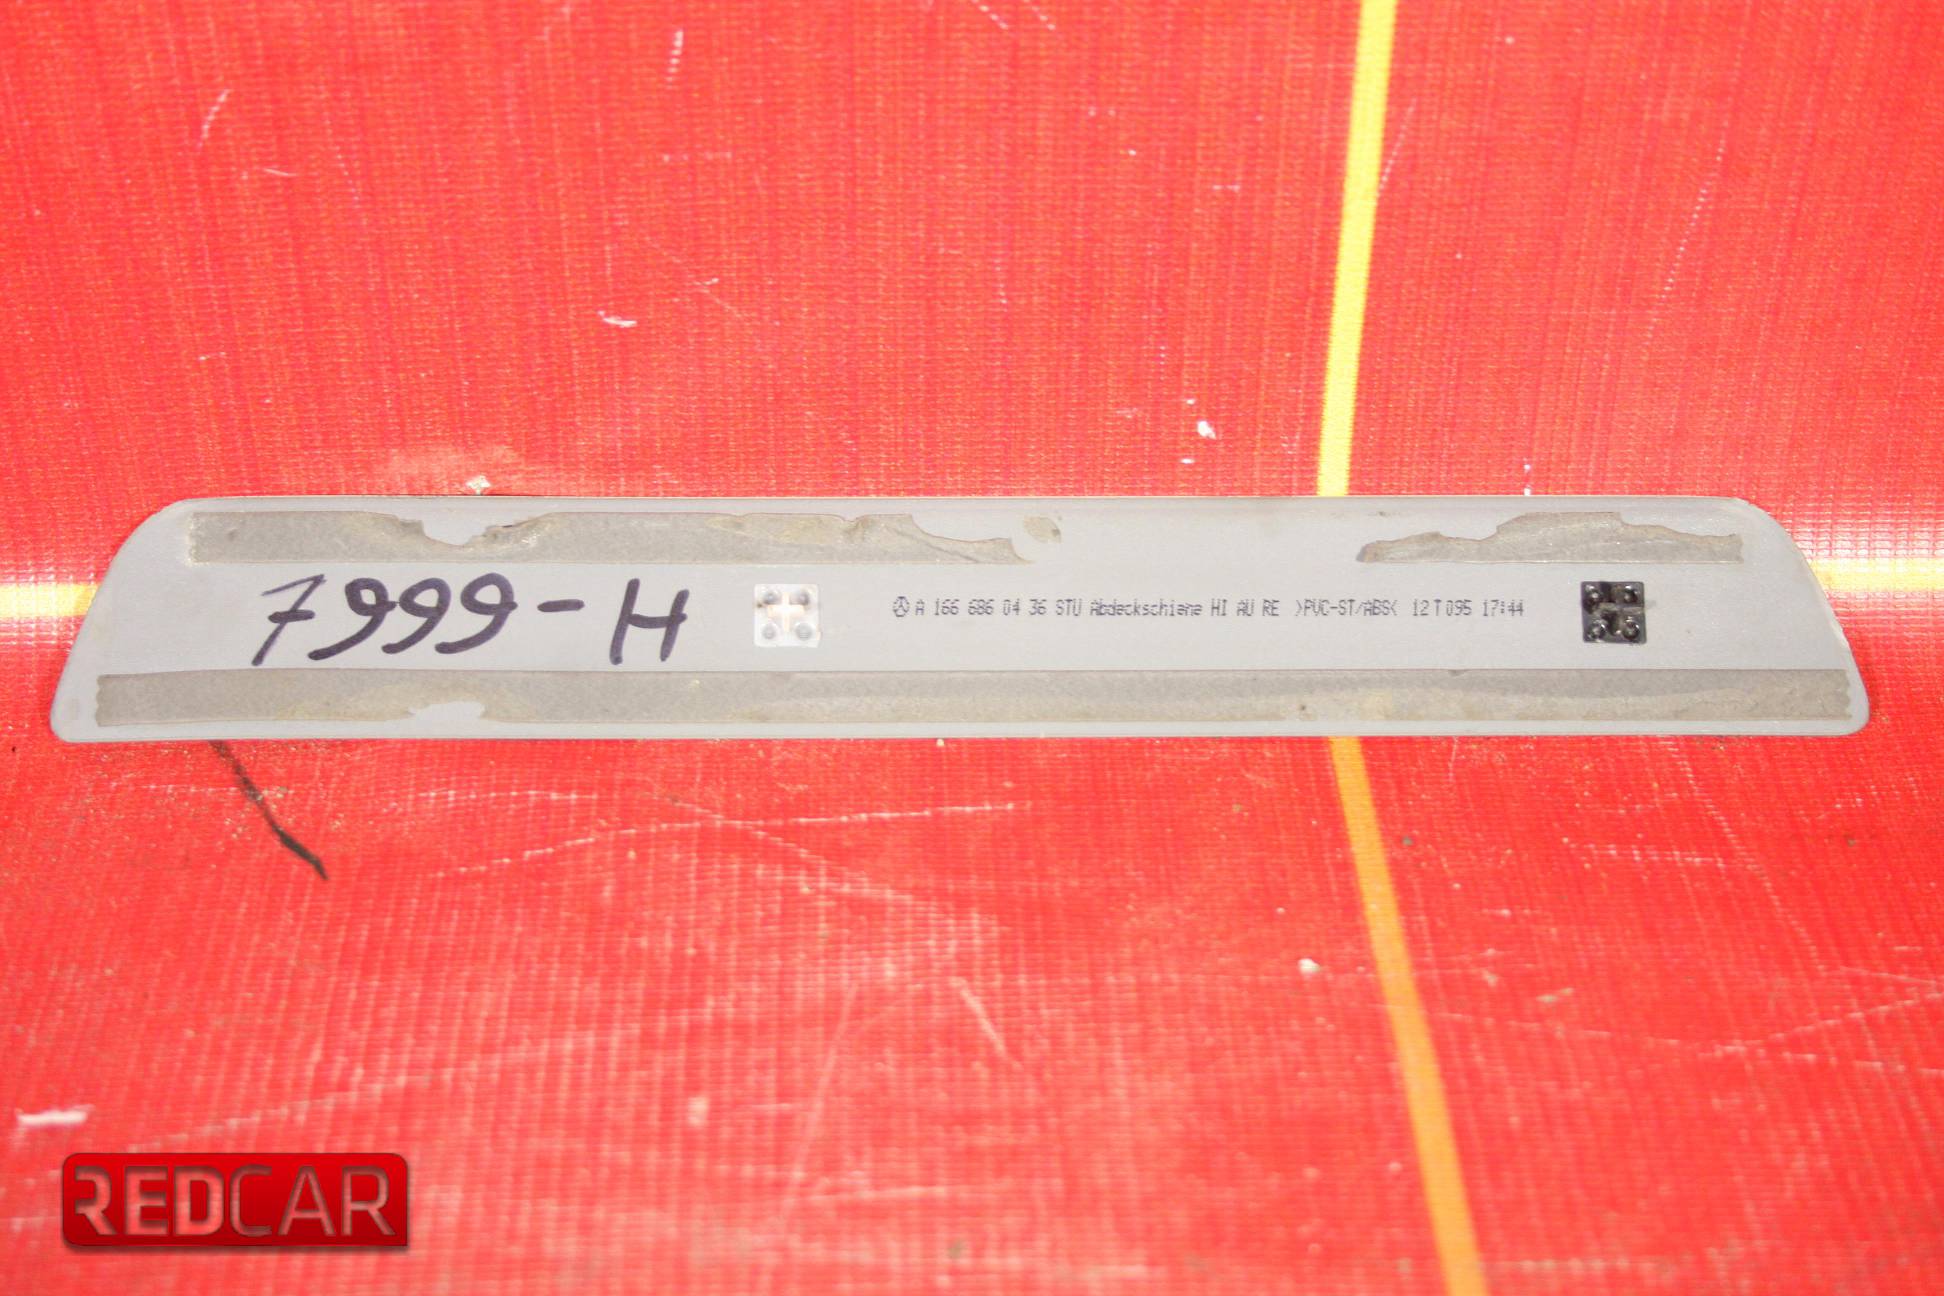 7999-H
A 166 686 04 36 STU Abdeckschiene HI AU RE >PVC-ST/ABS< 12 T 095 17:44
REDCAR